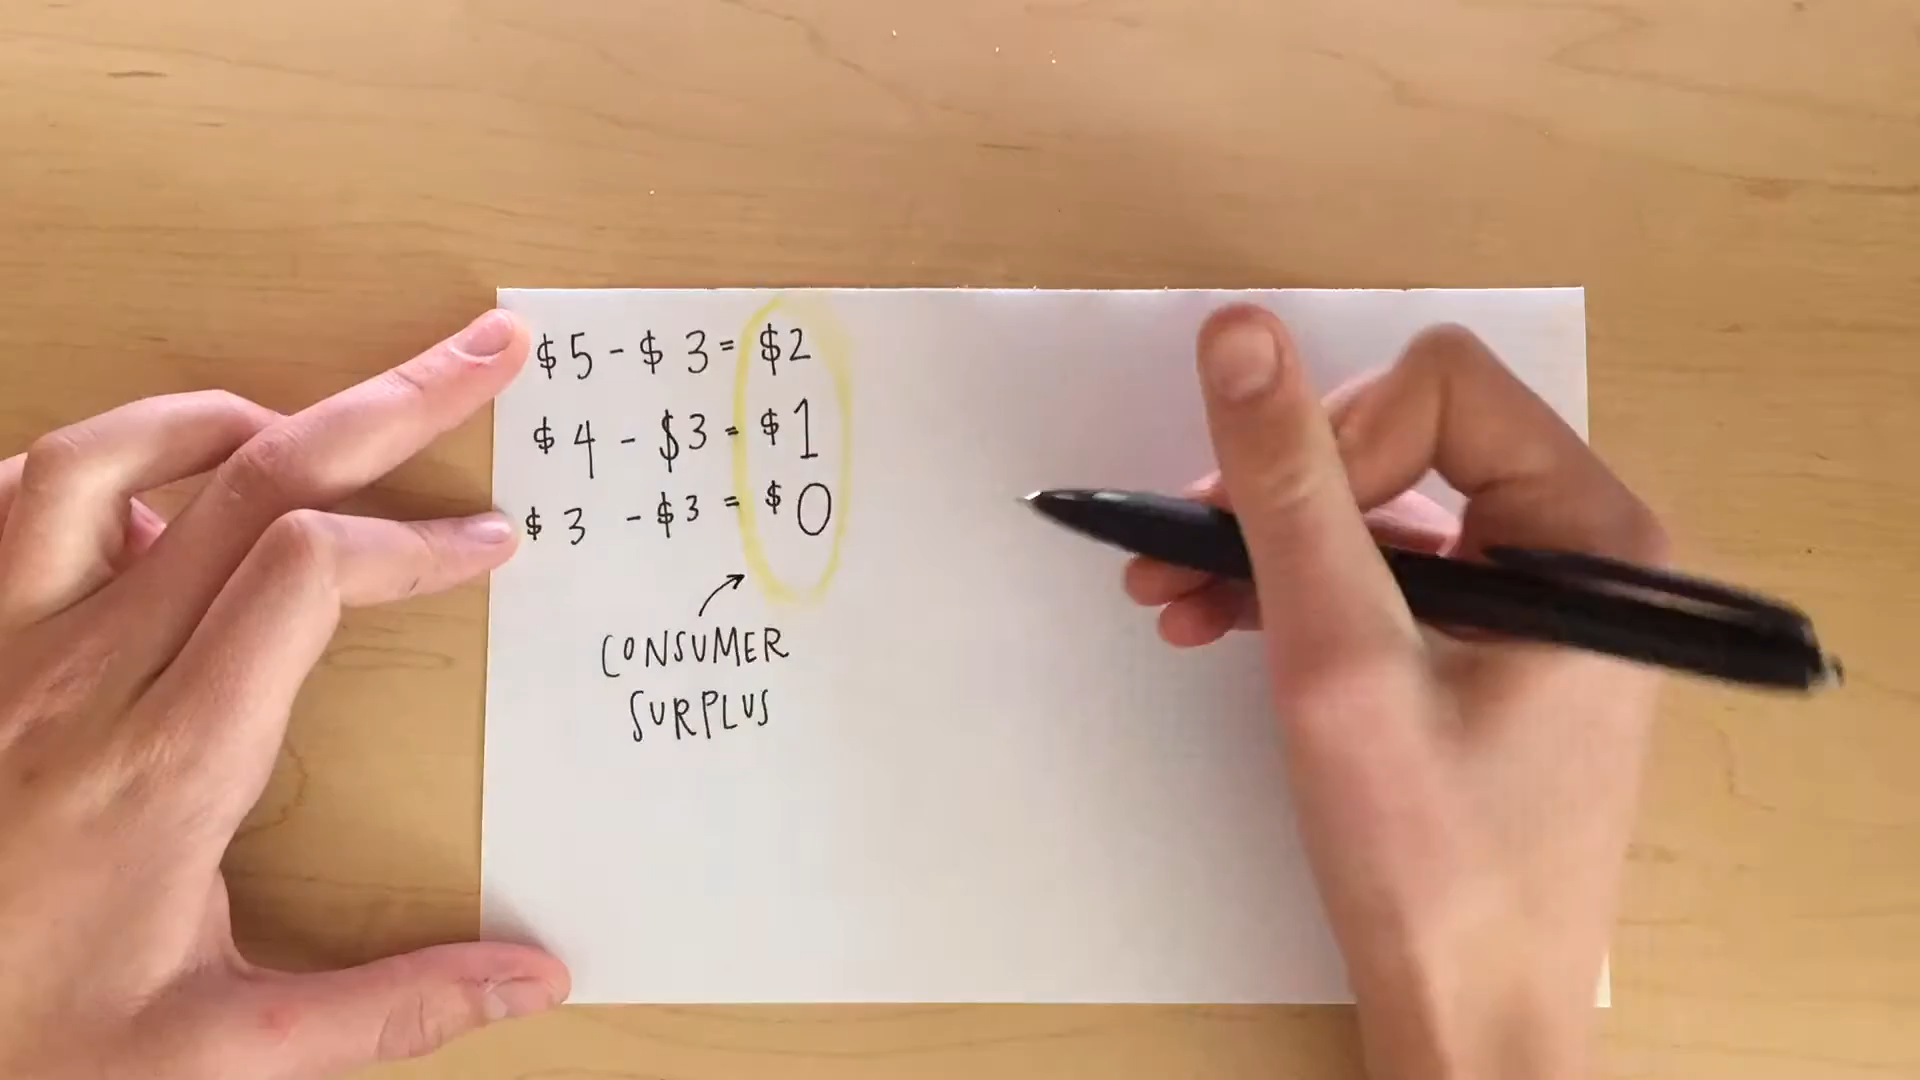 $5 - $3 = $2
$4 - $3 = $1
$3 - $3 = $0
CONSUMER
SURPLUS